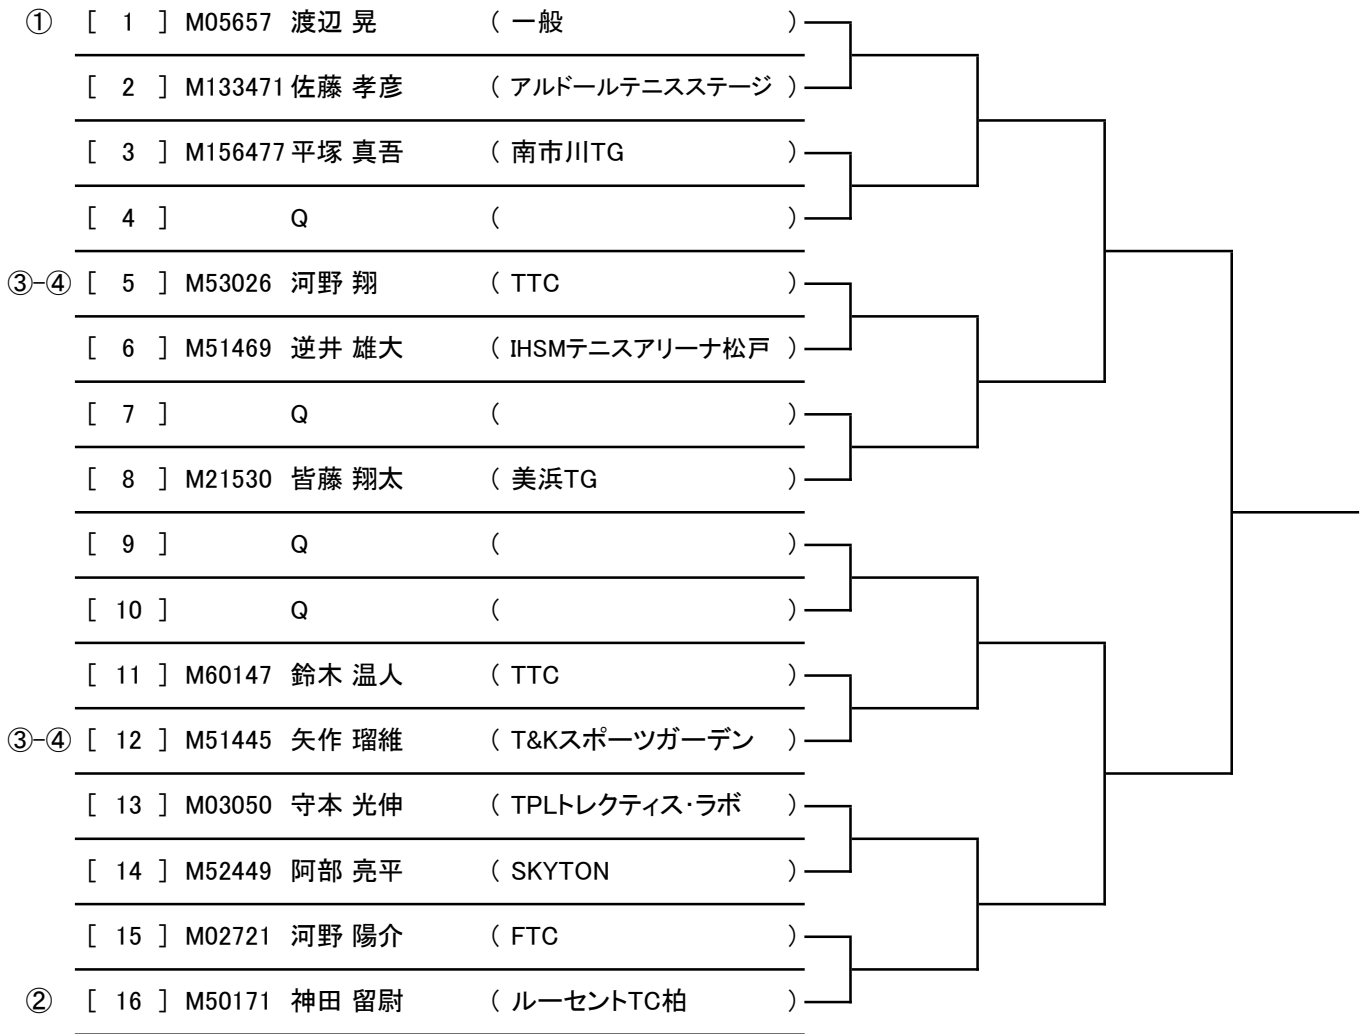 ① [ 1 ] M05657 渡辺 晃 ( 一般 )
[ 2 ] M133471 佐藤 孝彦 ( アルドールテニスステージ )
[ 3 ] M156477 平塚 真吾 ( 南市川TG )
[ 4 ] Q ( )
③-④ [ 5 ] M53026 河野 翔 ( TTC )
[ 6 ] M51469 逆井 雄大 ( IHSMテニスアリーナ松戸 )
[ 7 ] Q ( )
[ 8 ] M21530 皆藤 翔太 ( 美浜TG )
[ 9 ] Q ( )
[ 10 ] Q ( )
[ 11 ] M60147 鈴木 温人 ( TTC )
③-④ [ 12 ] M51445 矢作 瑠維 ( T&Kスポーツガーデン )
[ 13 ] M03050 守本 光伸 ( TPLトレクティス・ラボ )
[ 14 ] M52449 阿部 亮平 ( SKYTON )
[ 15 ] M02721 河野 陽介 ( FTC )
② [ 16 ] M50171 神田 留尉 ( ルーセントTC柏 )